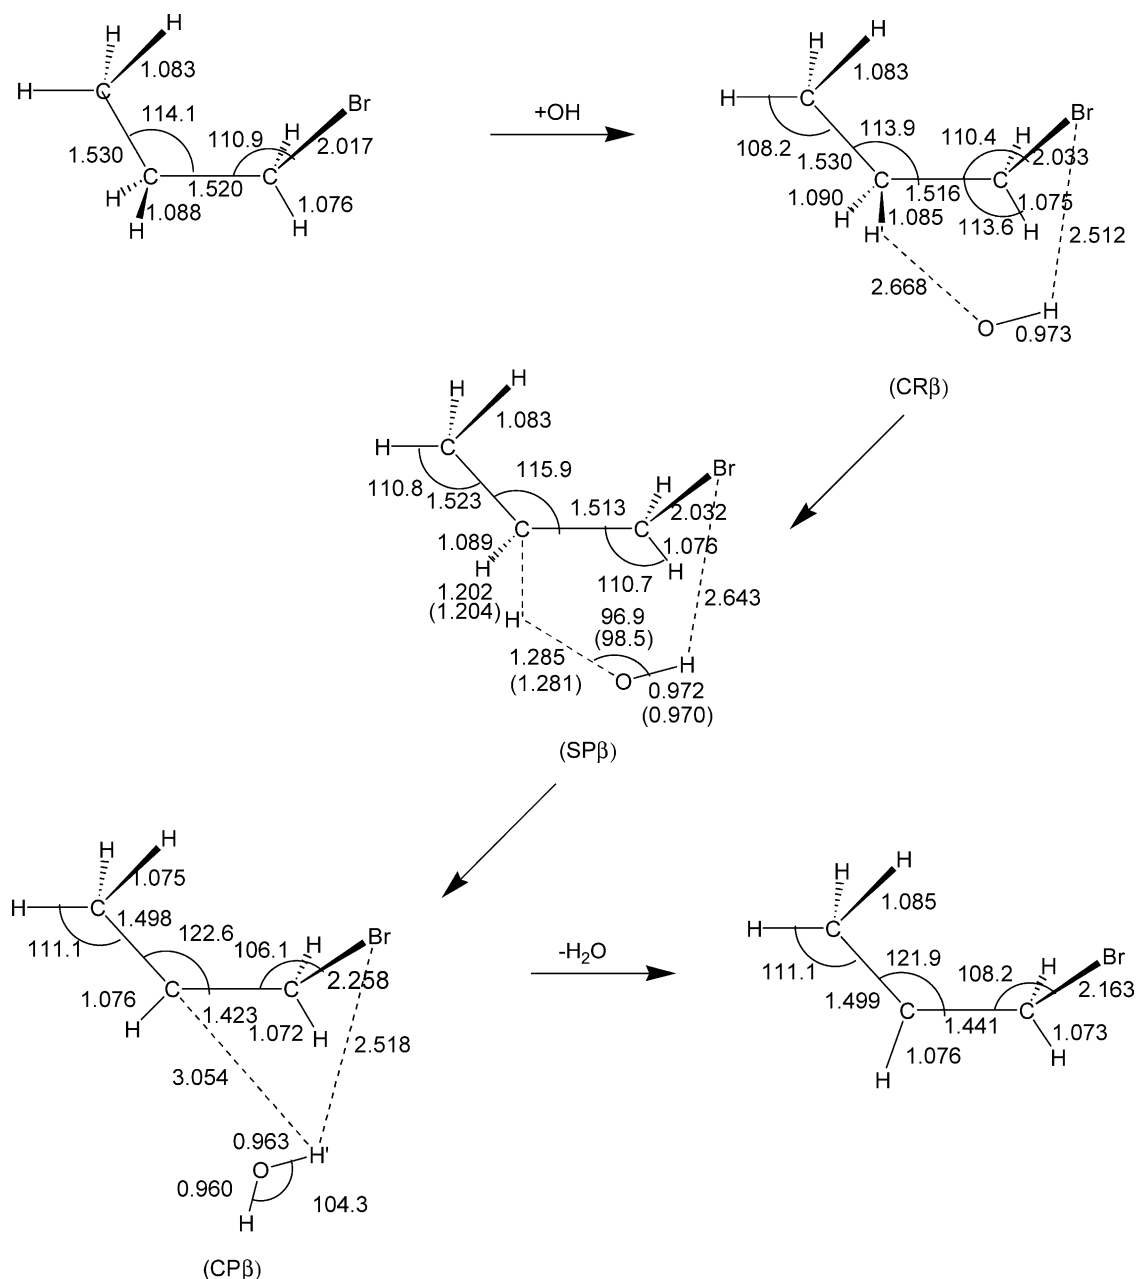 H
H
1.083
H
C
Br
114.1
110.9
H
2.017
1.530
C
C
H
1.520
1.088
1.076
H
H
+OH
H
H
1.083
H
C
Br
108.2
113.9
110.4
H
1.530
2.033
C
C
1.090
1.516
1.075
H
1.085
H'
113.6
H
2.512
2.668
H
O
0.973
(CRβ)
H
H
1.083
H
C
115.9
Br
110.8
1.523
H
1.513
2.032
C
C
1.089
1.076
H
H
110.7
1.202
(1.204)
H'
96.9
(98.5)
2.643
1.285
(1.281)
H
O
0.972
(0.970)
(SPβ)
H
H
1.075
H
C
1.498
111.1
122.6
106.1
H
Br
2.258
1.076
C
C
H
1.423
1.072
H
2.518
3.054
0.963
H'
O
0.960
104.3
H
(CPβ)
-H2O
H
H
1.085
H
C
111.1
121.9
108.2
H
Br
2.163
1.499
C
C
1.441
1.073
1.076
H
H